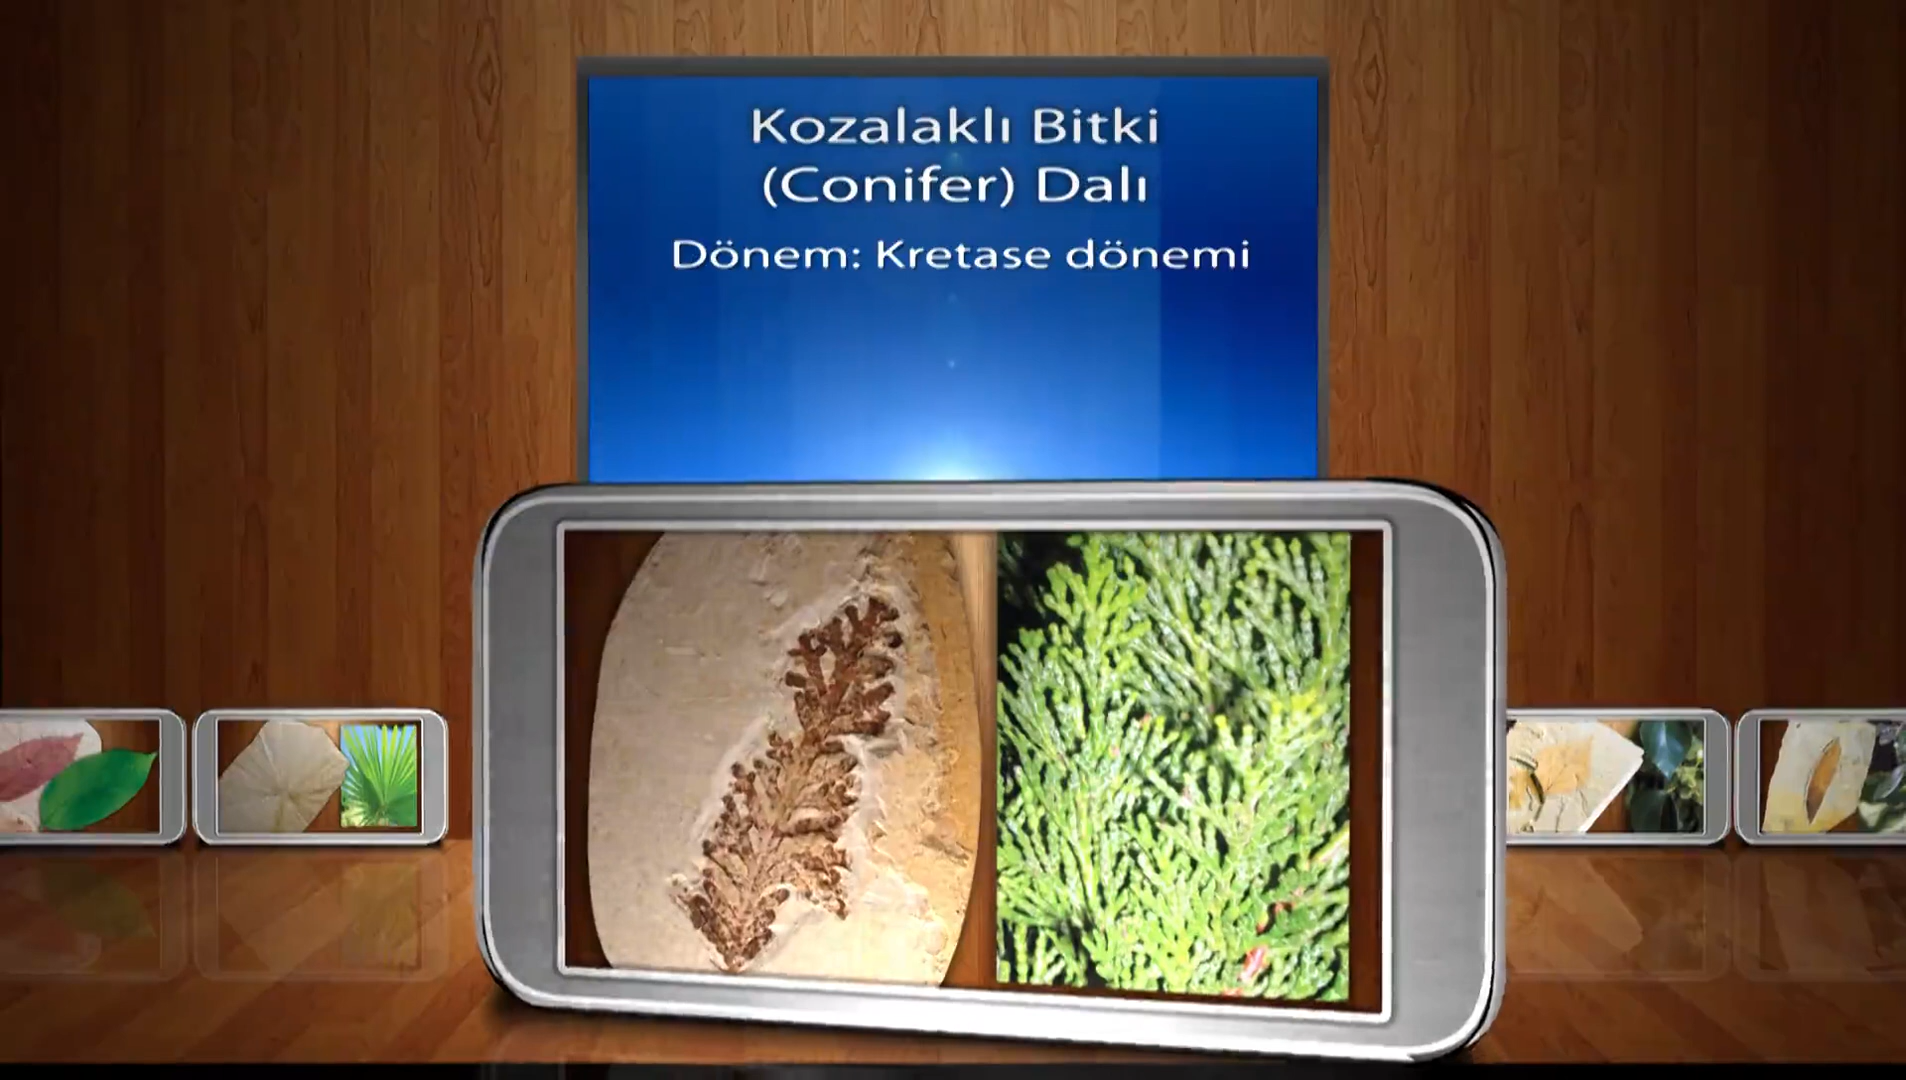 Kozalaklı Bitki
(Conifer) Dalı
Dönem: Kretase dönemi